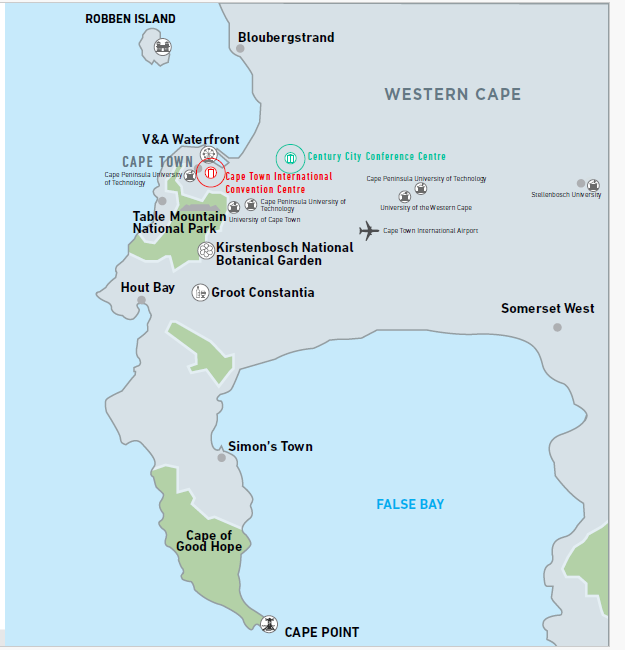 ROBBEN ISLAND
Bloubergstrand
WESTERN CAPE
V&A Waterfront
CAPE TOWN
Century City Conference Centre
Cape Peninsula University
of Technology
Cape Town International
Convention Centre
Cape Peninsula University of Technology
Stellenbosch University
Cape Peninsula University of
Technology
University of the Western Cape
Table Mountain
National Park
University of Cape Town
Cape Town International Airport
Kirstenbosch National
Botanical Garden
Hout Bay
Groot Constantia
Somerset West
Simon's Town
FALSE BAY
Cape of
Good Hope
CAPE POINT